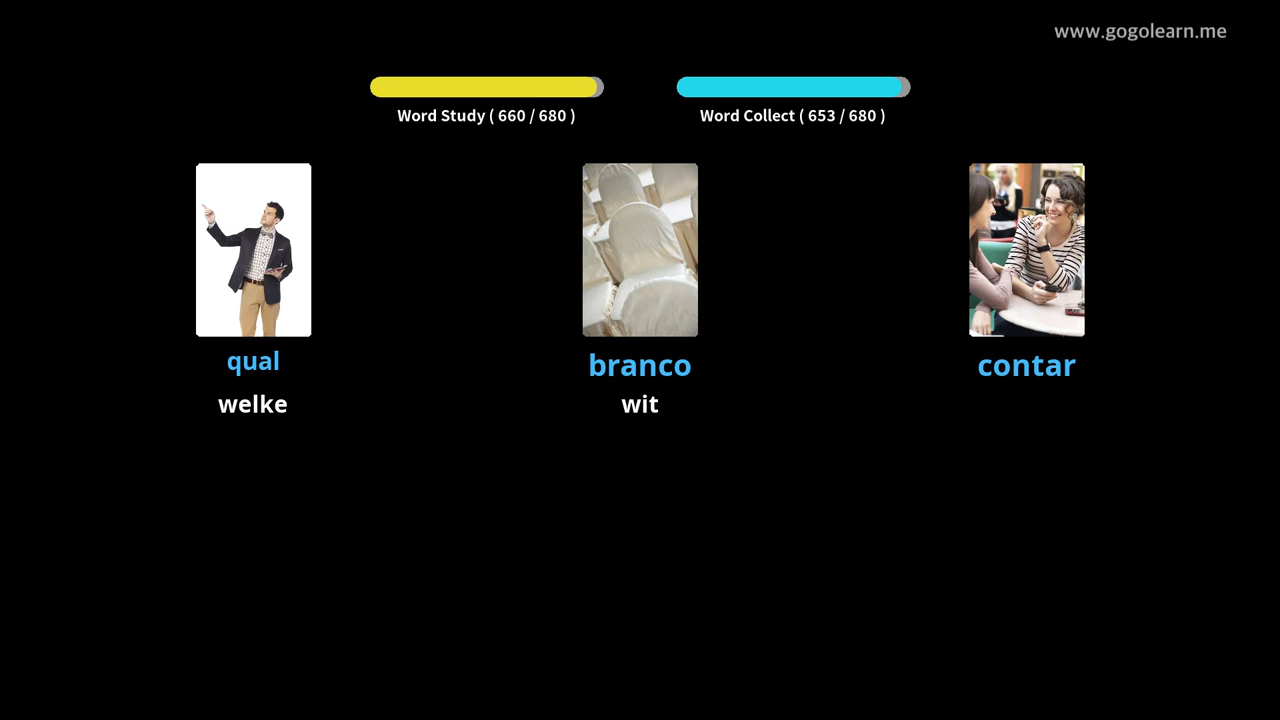 www.gogolearn.me
Word Study ( 660 / 680 )
Word Collect ( 653 / 680 )
qual
welke
branco
wit
contar